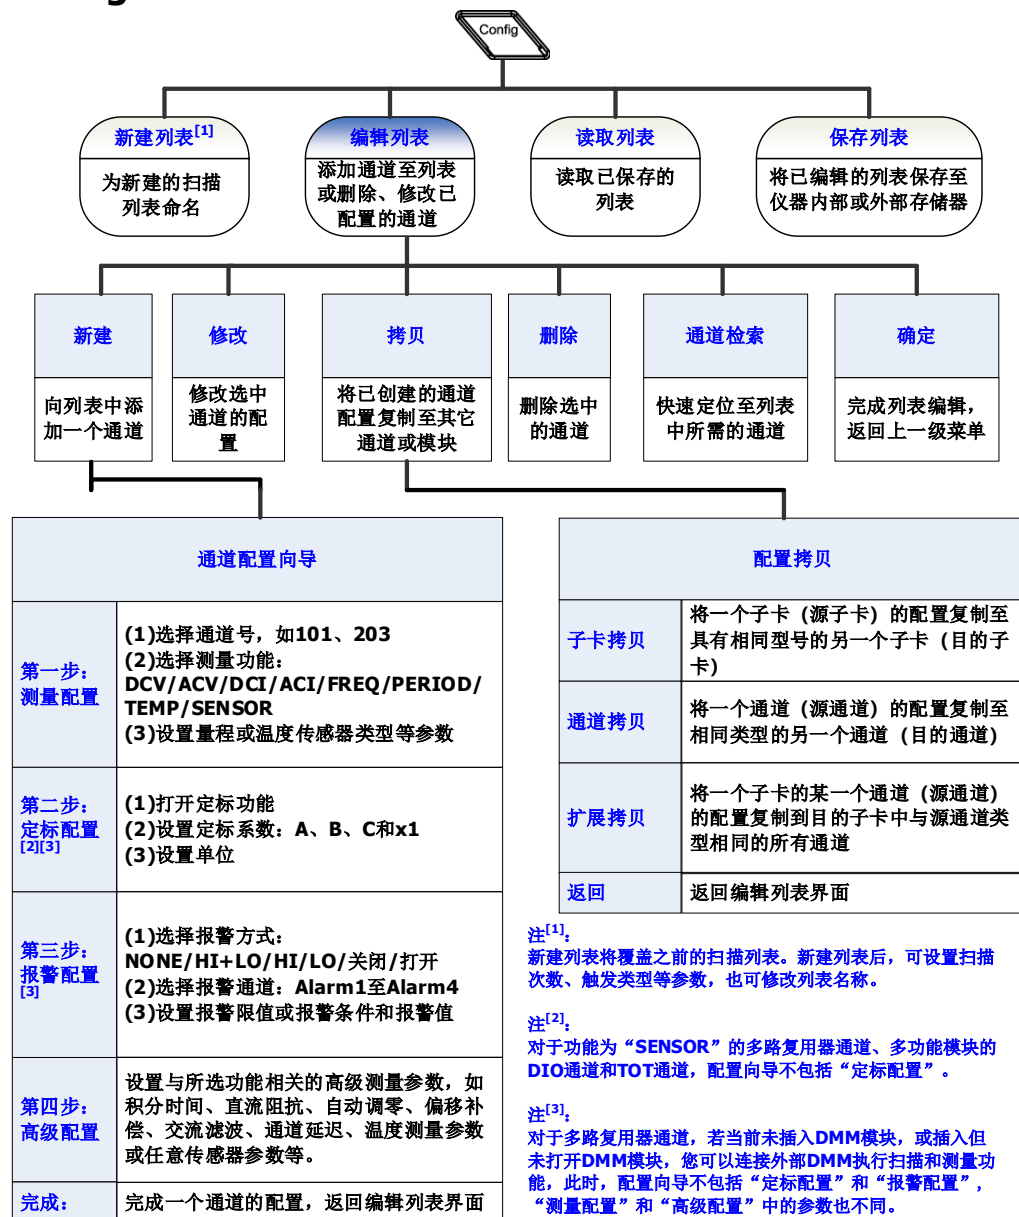 Config
新建列表[1]
为新建的扫描
列表命名
编辑列表
添加通道至列表
或删除、修改已
配置的通道
读取列表
读取已保存的
列表
保存列表
将已编辑的列表保存至
仪器内部或外部存储器
新建
向列表中添
加一个通道
修改
修改选中
通道的配
置
拷贝
将已创建的通道
配置复制至其它
通道或模块
删除
删除选中
的通道
通道检索
快速定位至列表
中所需的通道
确定
完成列表编辑，
返回上一级菜单
通道配置向导
第一步：
测量配置
(1)选择通道号，如101、203
(2)选择测量功能：
DCV/ACV/DCI/ACI/FREQ/PERIOD/
TEMP/SENSOR
(3)设置量程或温度传感器类型等参数
第二步：
定标配置
[2][3]
(1)打开定标功能
(2)设置定标系数：A、B、C和x1
(3)设置单位
第三步：
报警配置
[3]
(1)选择报警方式：
NONE/HI+LO/HI/LO/关闭/打开
(2)选择报警通道：Alarm1至Alarm4
(3)设置报警限值或报警条件和报警值
第四步：
高级配置
设置与所选功能相关的高级测量参数，如
积分时间、直流阻抗、自动调零、偏移补
偿、交流滤波、通道延迟、温度测量参数
或任意传感器参数等。
完成：
完成一个通道的配置，返回编辑列表界面
配置拷贝
子卡拷贝
将一个子卡（源子卡）的配置复制至
具有相同型号的另一个子卡（目的子
卡）
通道拷贝
将一个通道（源通道）的配置复制至
相同类型的另一个通道（目的通道）
扩展拷贝
将一个子卡的某一个通道（源通道）
的配置复制到目的子卡中与源通道类
型相同的所有通道
返回
返回编辑列表界面
注[1]：
新建列表将覆盖之前的扫描列表。新建列表后，可设置扫描
次数、触发类型等参数，也可修改列表名称。
注[2]：
对于功能为“SENSOR”的多路复用器通道、多功能模块的
DIO通道和TOT通道，配置向导不包括“定标配置”。
注[3]：
对于多路复用器通道，若当前未插入DMM模块，或插入但
未打开DMM模块，您可以连接外部DMM执行扫描和测量功
能，此时，配置向导不包括“定标配置”和“报警配置”，
“测量配置”和“高级配置”中的参数也不同。